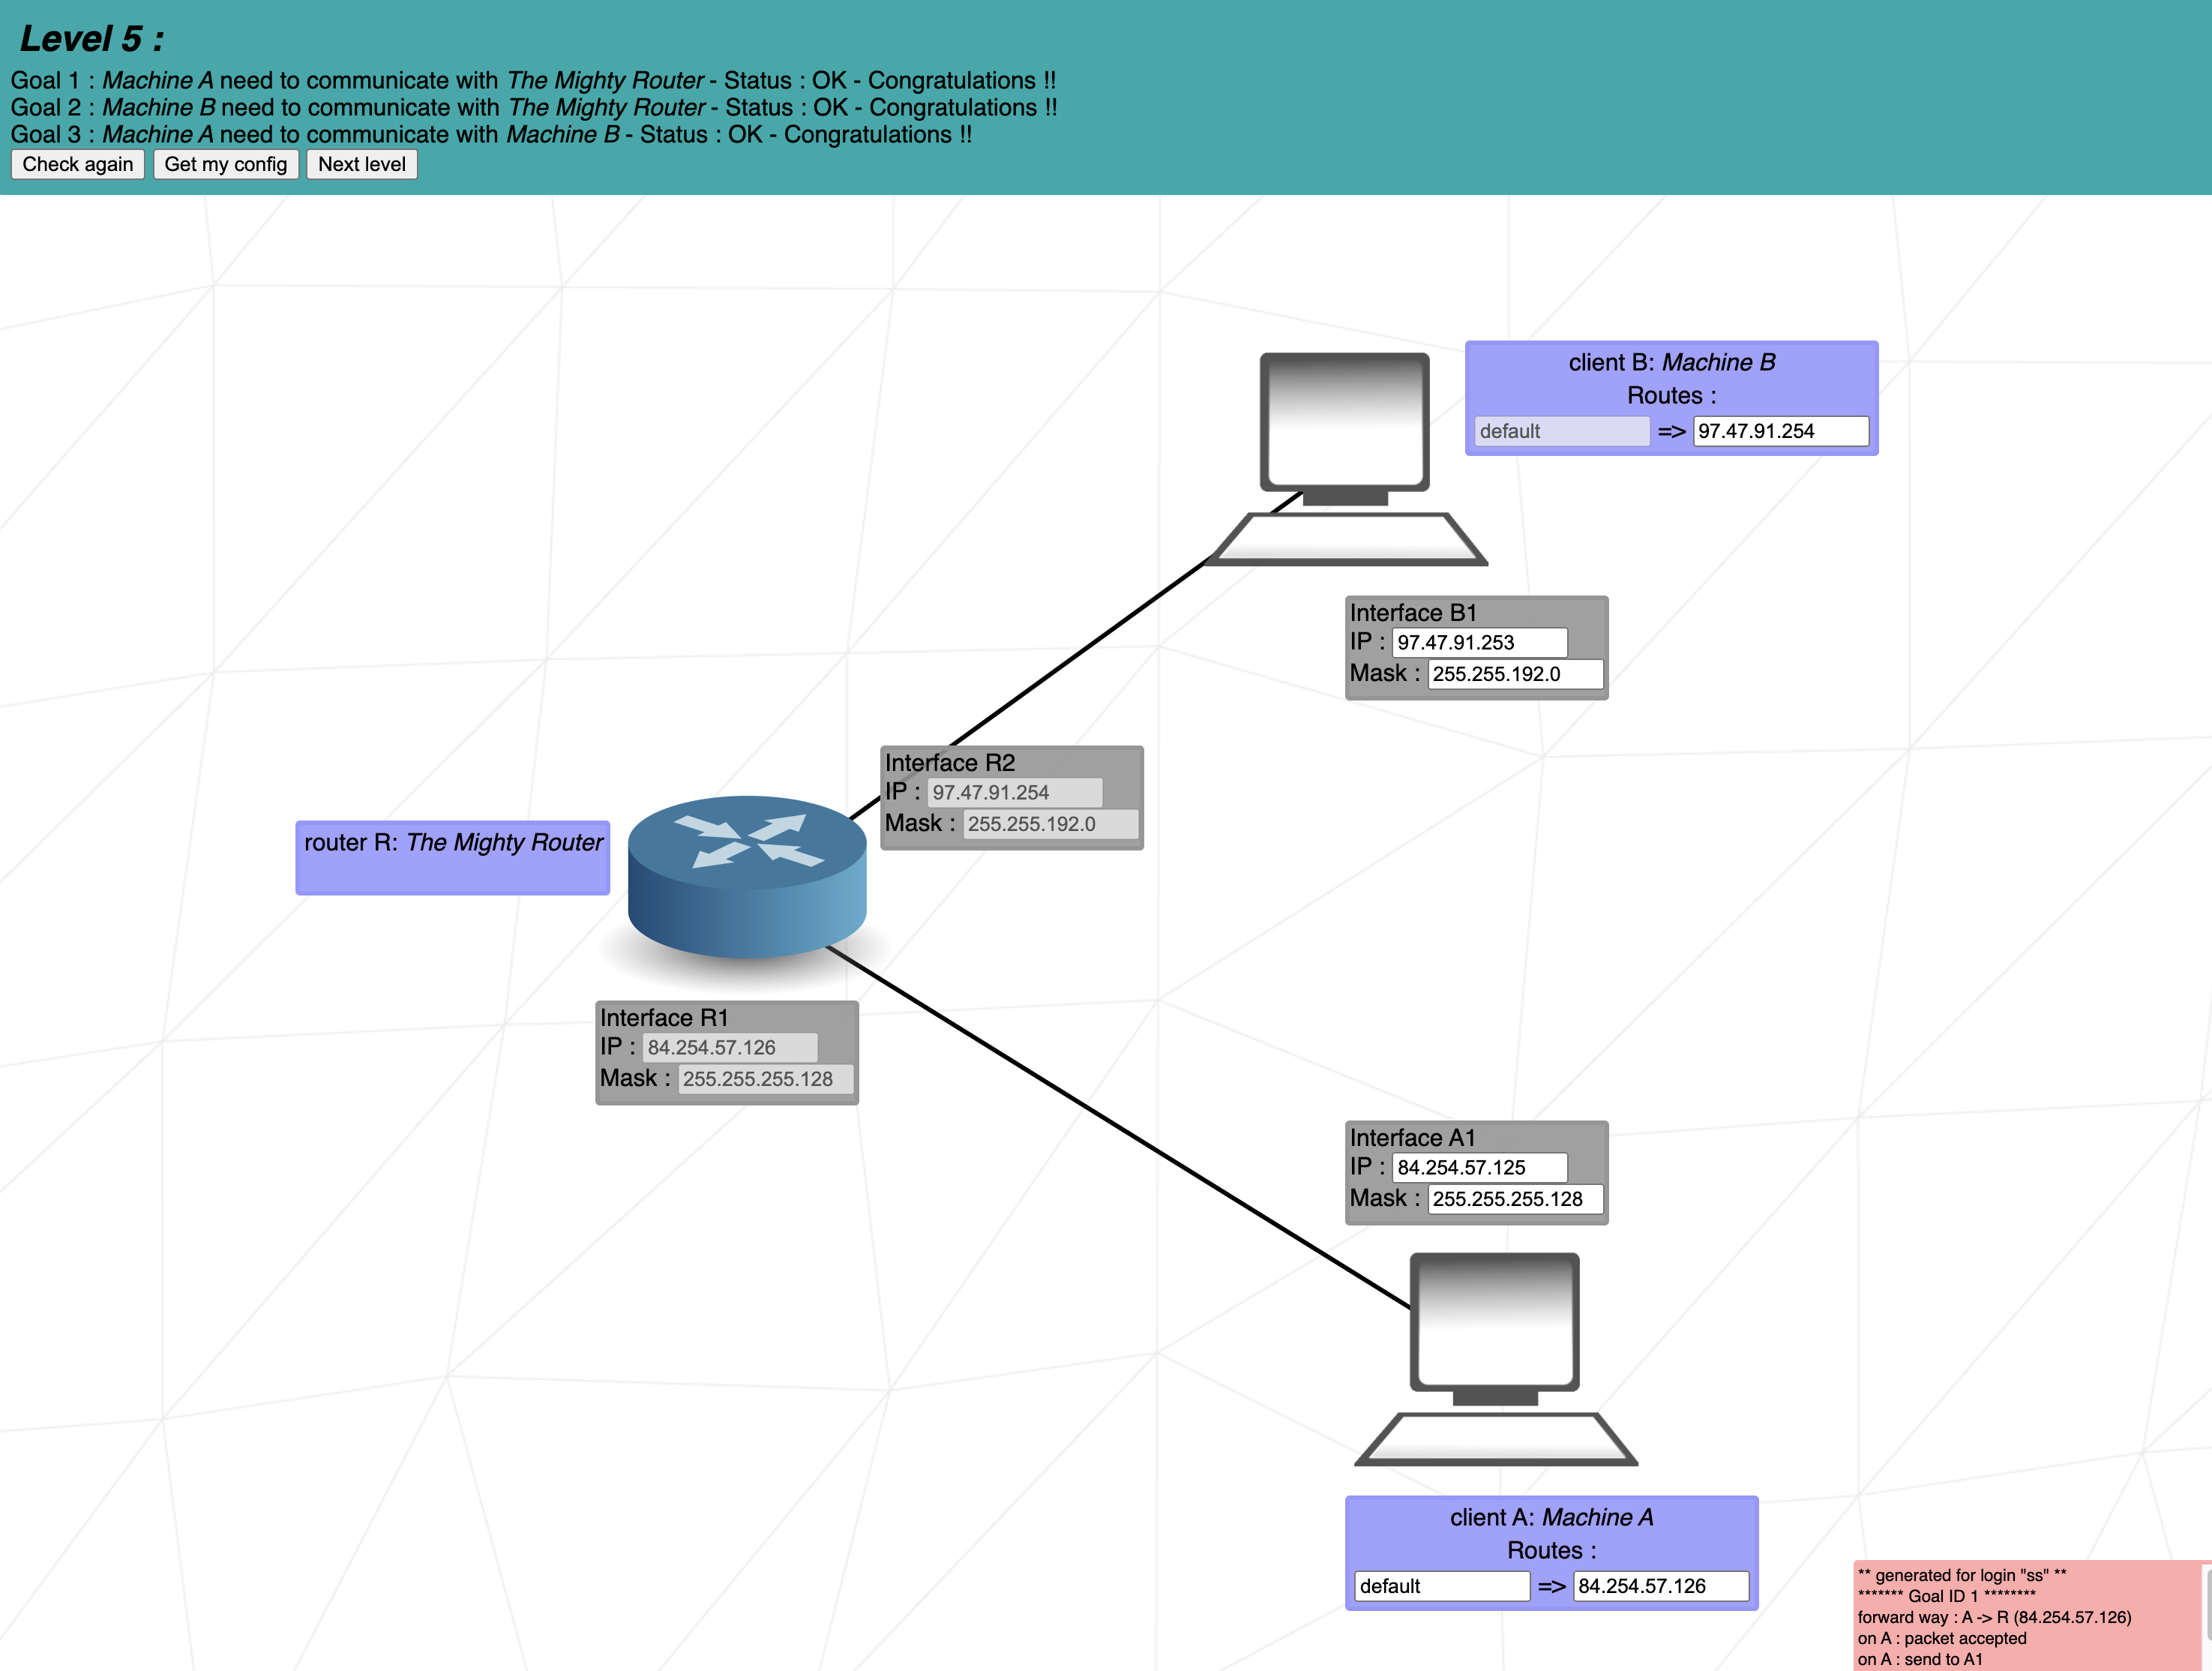 Level 5 :
Goal 1 : Machine A need to communicate with The Mighty Router - Status : OK - Congratulations !!
Goal 2 : Machine B need to communicate with The Mighty Router - Status : OK - Congratulations !!
Goal 3 : Machine A need to communicate with Machine B - Status : OK - Congratulations !!
Check again Get my config Next level
client B: Machine B
Routes :
default => 97.47.91.254
Interface B1
IP : 97.47.91.253
Mask : 255.255.192.0
Interface R2
IP : 97.47.91.254
Mask : 255.255.192.0
router R: The Mighty Router
Interface R1
IP : 84.254.57.126
Mask : 255.255.255.128
Interface A1
IP : 84.254.57.125
Mask : 255.255.255.128
client A: Machine A
Routes :
default => 84.254.57.126
** generated for login "ss" **
******* Goal ID 1 ********
forward way : A -> R (84.254.57.126)
on A : packet accepted
on A : send to A1